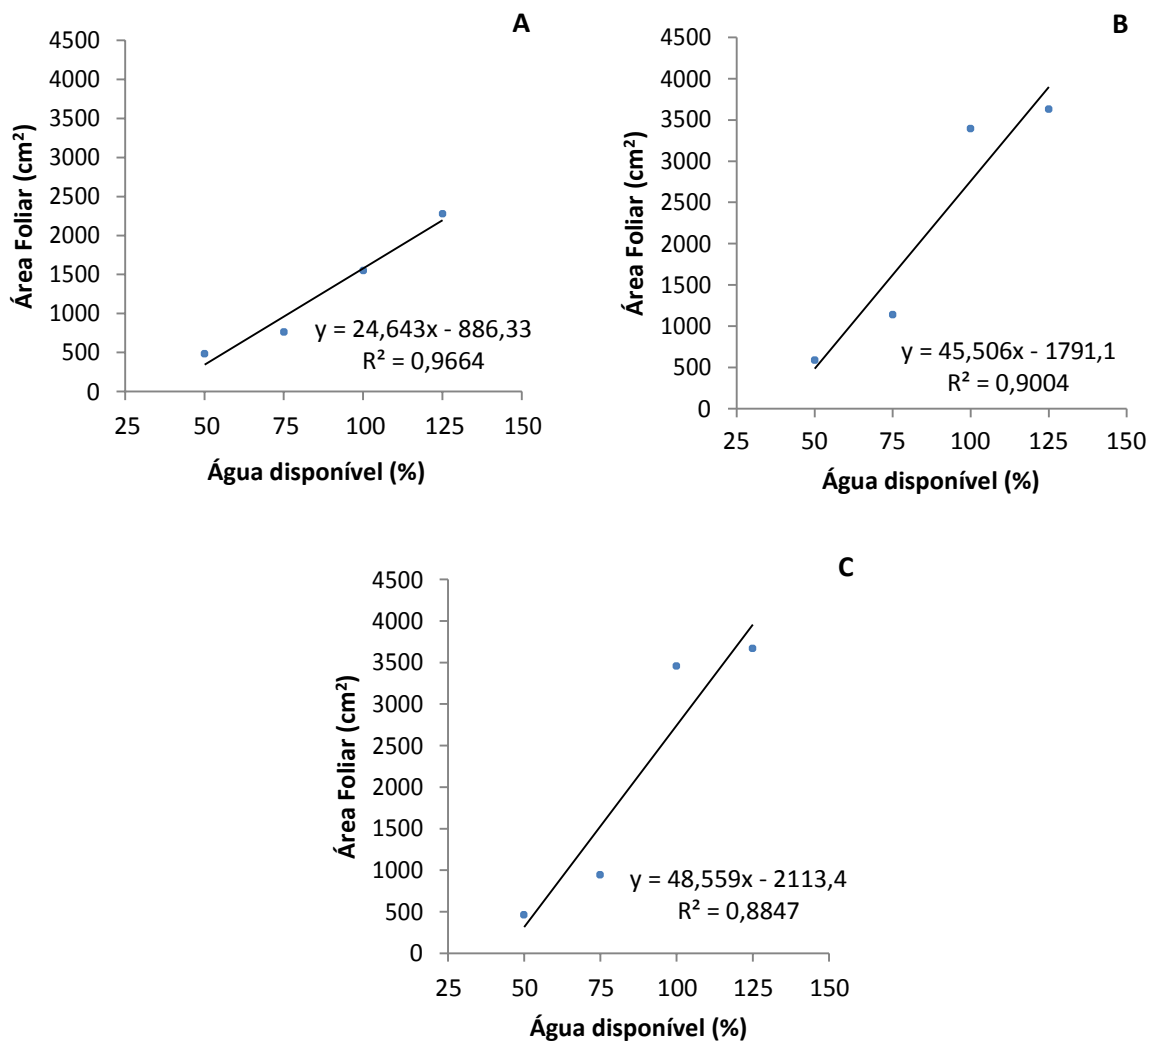 A
4500
4000
3500
3000
2500
2000
1500
1000
500
0
Área Foliar (cm²)
y = 24,643x - 886,33
R² = 0,9664
25 50 75 100 125 150
Água disponível (%)
B
4500
4000
3500
3000
2500
2000
1500
1000
500
0
Área Foliar (cm²)
y = 45,506x - 1791,1
R² = 0,9004
25 50 75 100 125 150
Água disponível (%)
C
4500
4000
3500
3000
2500
2000
1500
1000
500
0
Área Foliar (cm²)
y = 48,559x - 2113,4
R² = 0,8847
25 50 75 100 125 150
Água disponível (%)